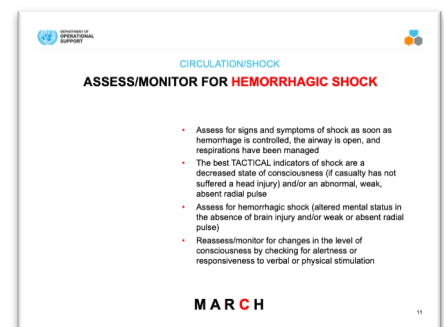 DEPARTMENT OF
OPERATIONAL
SUPPORT
CIRCULATION/SHOCK
ASSESS/MONITOR FOR HEMORRHAGIC SHOCK
• Assess for signs and symptoms of shock as soon as
hemorrhage is controlled, the airway is open, and
respirations have been managed
• The best TACTICAL indicators of shock are a
decreased state of consciousness (if casualty has not
suffered a head injury) and/or an abnormal, weak,
absent radial pulse
• Assess for hemorrhagic shock (altered mental status in
the absence of brain injury and/or weak or absent radial
pulse)
• Reassess/monitor for changes in the level of
consciousness by checking for alertness or
responsiveness to verbal or physical stimulation
M A R C H
11